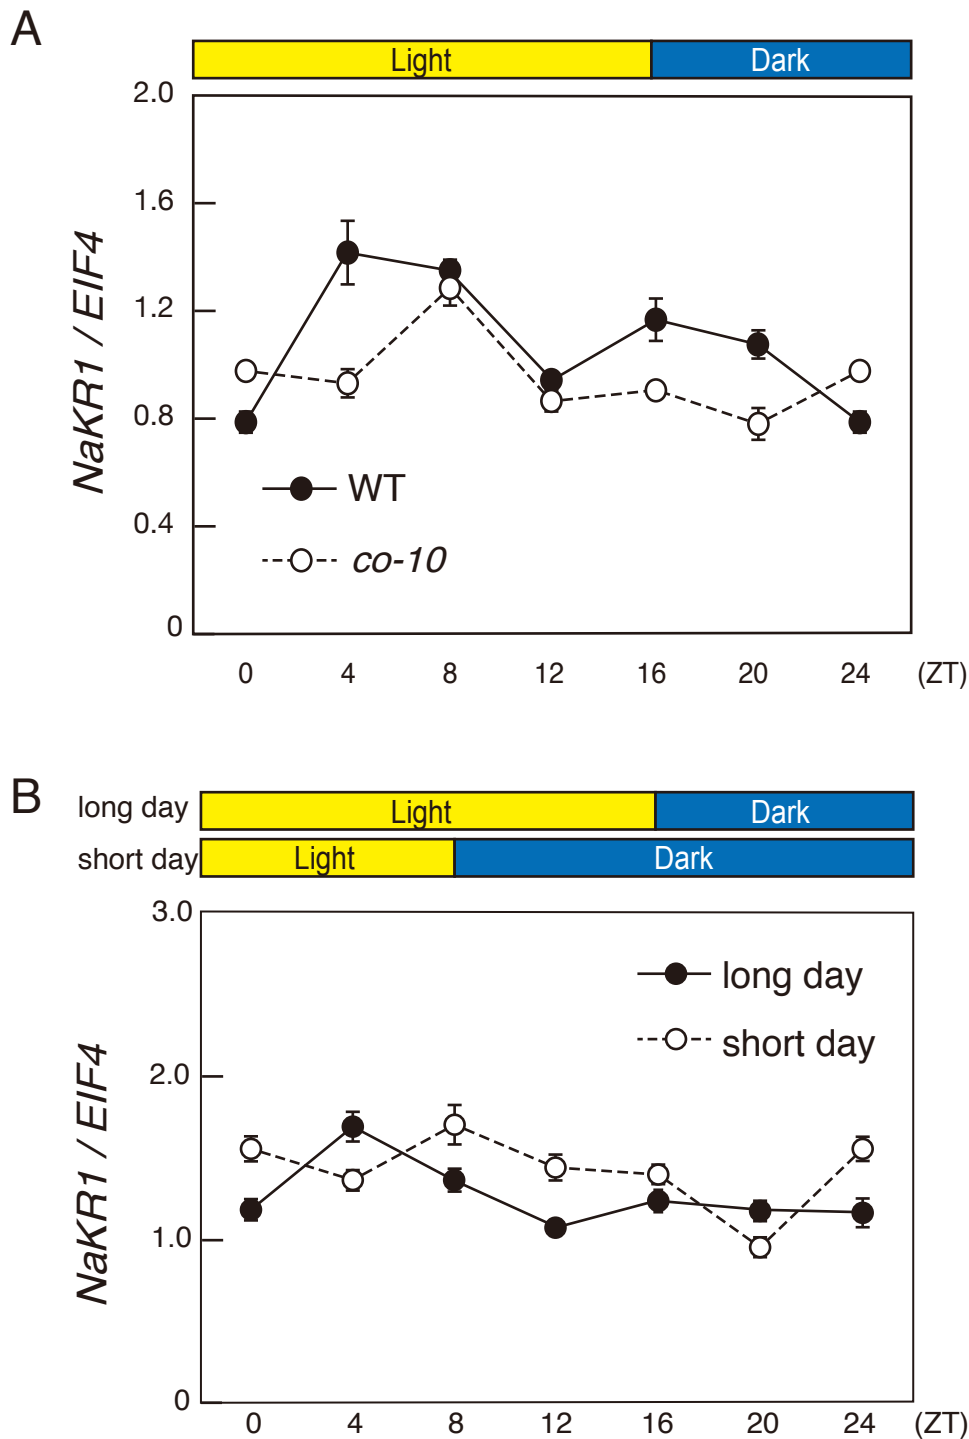 A
Light Dark
2.0
1.6
1.2
0.8
0.4
0
NaKR1 / EIF4
WT
co-10
0 4 8 12 16 20 24 (ZT)
B
long day Light Dark
short day Light Dark
3.0
2.0
1.0
0
NaKR1 / EIF4
long day
short day
0 4 8 12 16 20 24 (ZT)